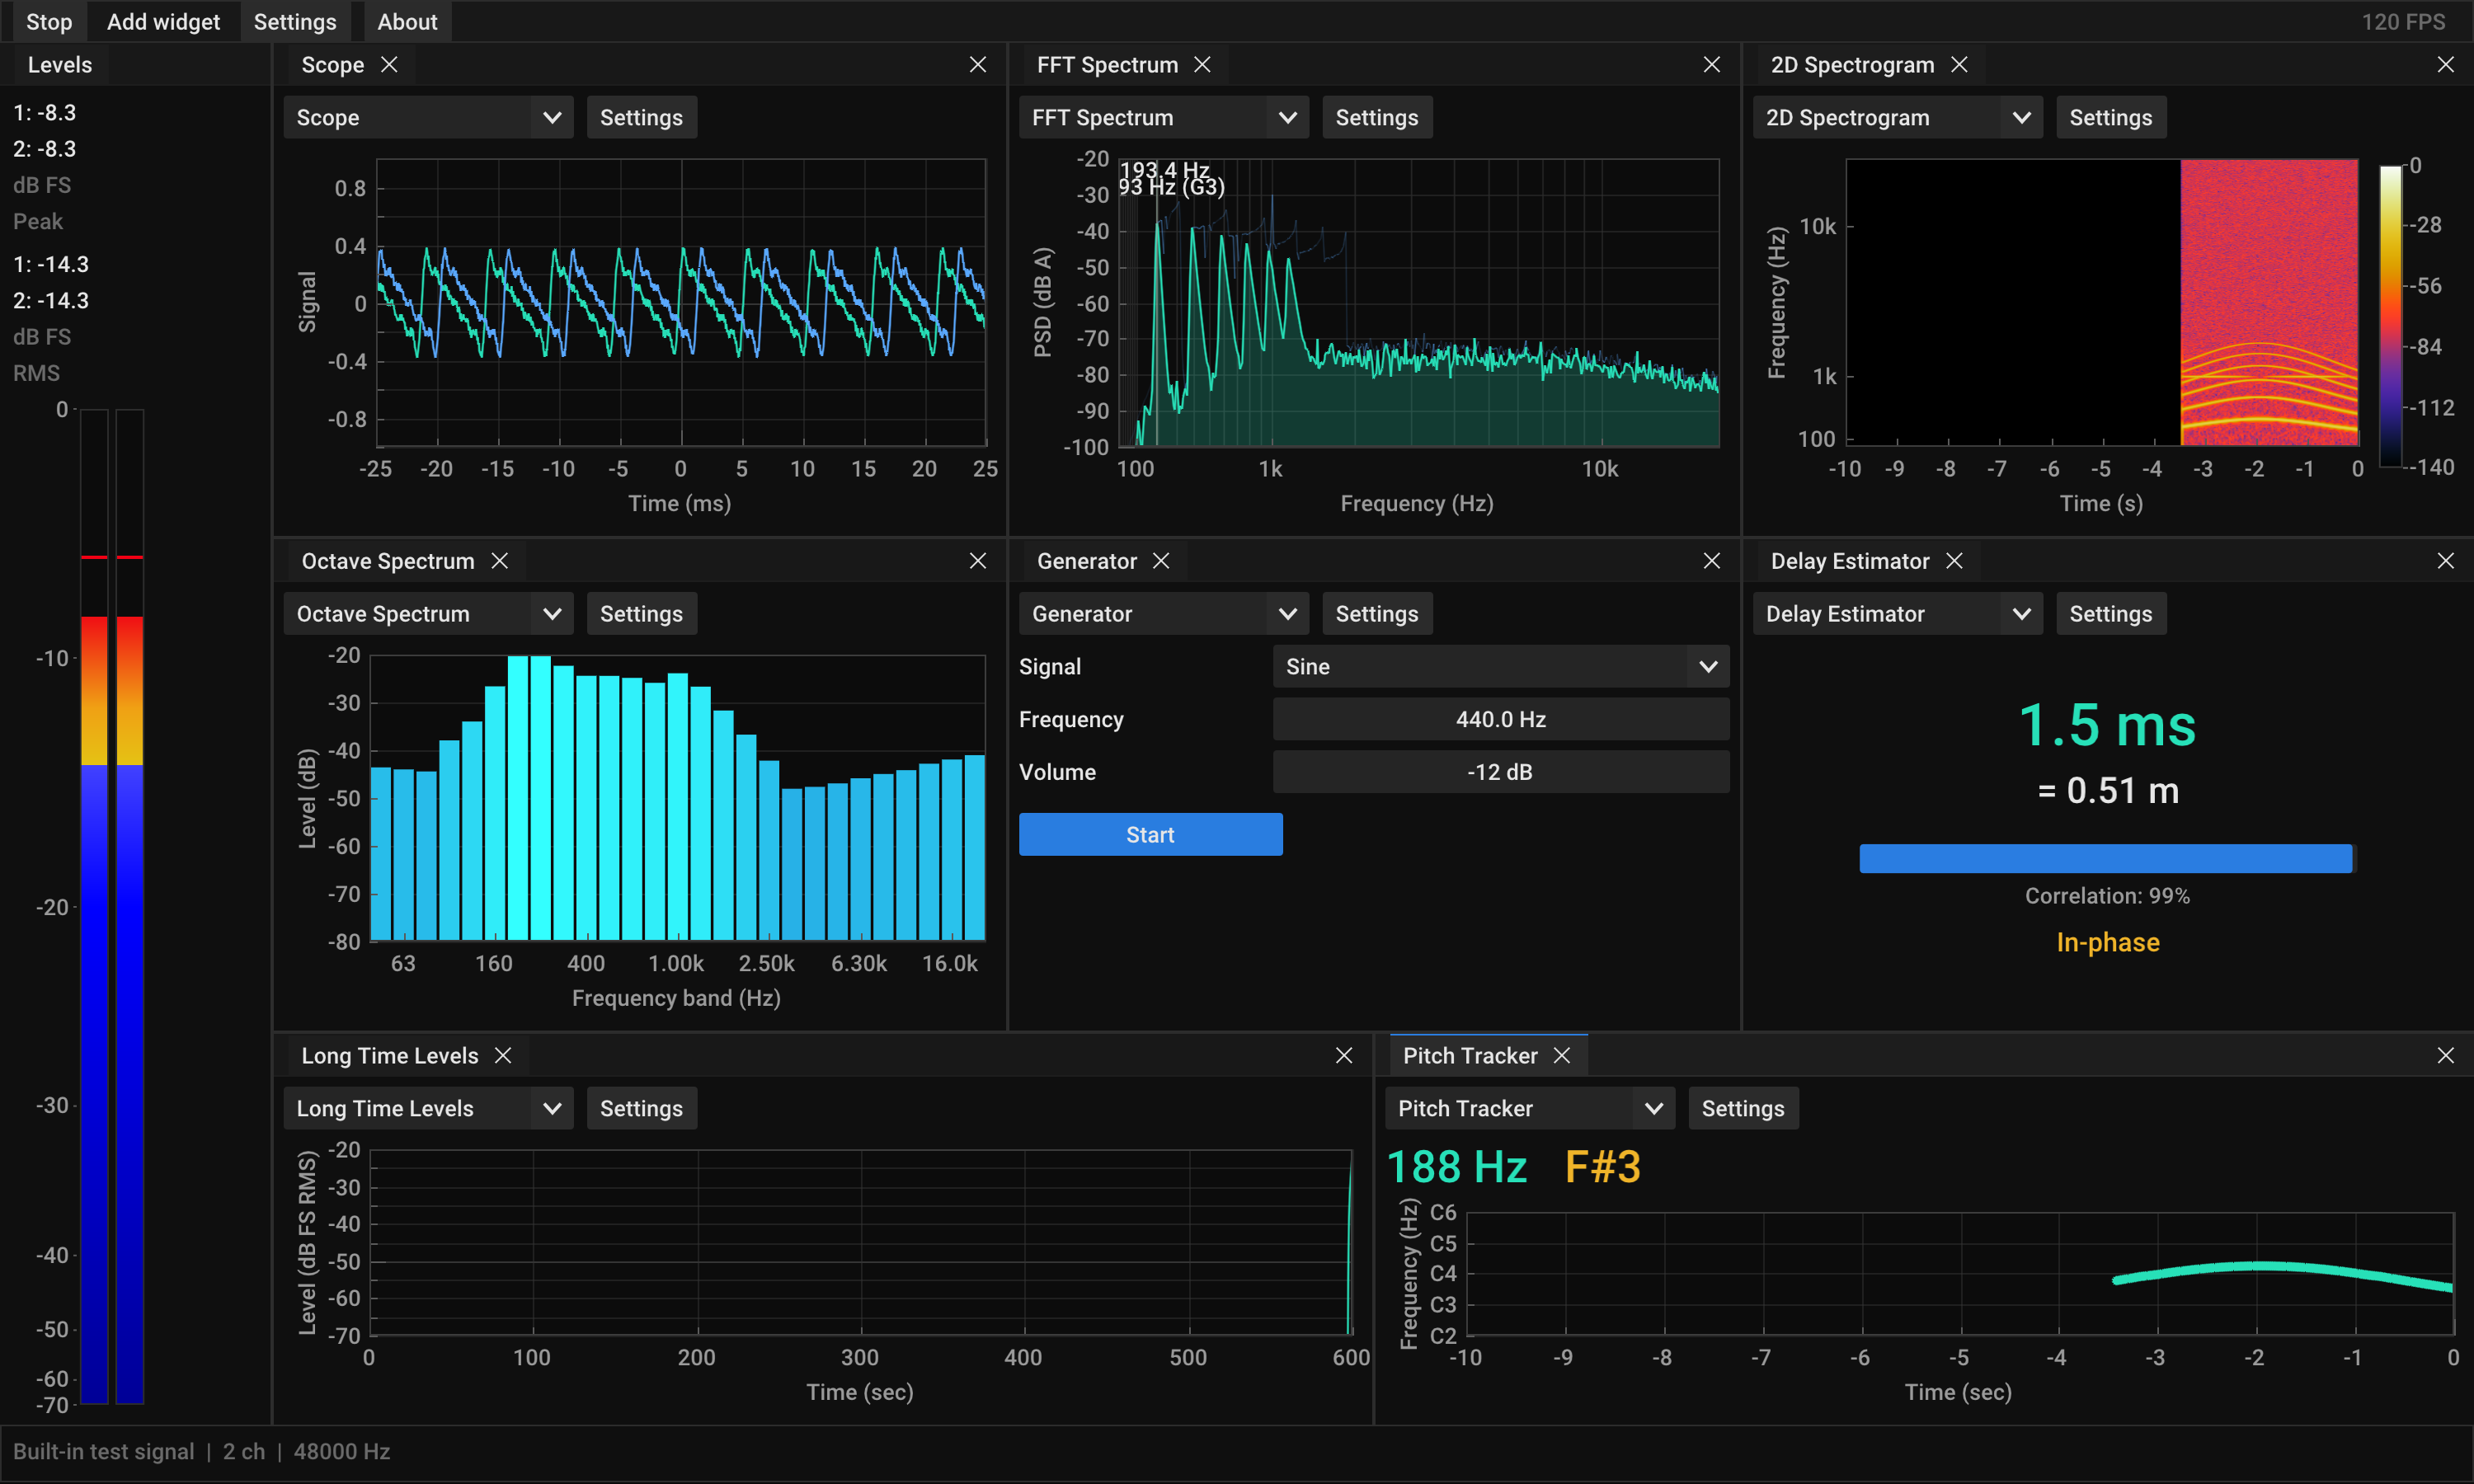 Stop Add widget Settings About 120 FPS
Levels
1: -8.3
2: -8.3
dB FS
Peak
1: -14.3
2: -14.3
dB FS
RMS
0
-10
-20
-30
-40
-50
-60
-70
Scope
Scope Settings
Signal
0.8
0.4
0
-0.4
-0.8
-25 -20 -15 -10 -5 0 5 10 15 20 25
Time (ms)
FFT Spectrum
FFT Spectrum Settings
193.4 Hz
93 Hz (G3)
PSD (dB A)
-20
-30
-40
-50
-60
-70
-80
-90
-100
100 1k 10k
Frequency (Hz)
2D Spectrogram
2D Spectrogram Settings
Frequency (Hz)
10k
1k
100
-10 -9 -8 -7 -6 -5 -4 -3 -2 -1 0
Time (s)
0
-28
-56
-84
-112
-140
Octave Spectrum
Octave Spectrum Settings
Level (dB)
-20
-30
-40
-50
-60
-70
-80
63 160 400 1.00k 2.50k 6.30k 16.0k
Frequency band (Hz)
Generator
Generator Settings
Signal Sine
Frequency 440.0 Hz
Volume -12 dB
Start
Delay Estimator
Delay Estimator Settings
1.5 ms
= 0.51 m
Correlation: 99%
In-phase
Long Time Levels
Long Time Levels Settings
Level (dB FS RMS)
-20
-30
-40
-50
-60
-70
0 100 200 300 400 500 600
Time (sec)
Pitch Tracker
Pitch Tracker Settings
188 Hz F#3
Frequency (Hz)
C6
C5
C4
C3
C2
-10 -9 -8 -7 -6 -5 -4 -3 -2 -1 0
Time (sec)
Built-in test signal | 2 ch | 48000 Hz